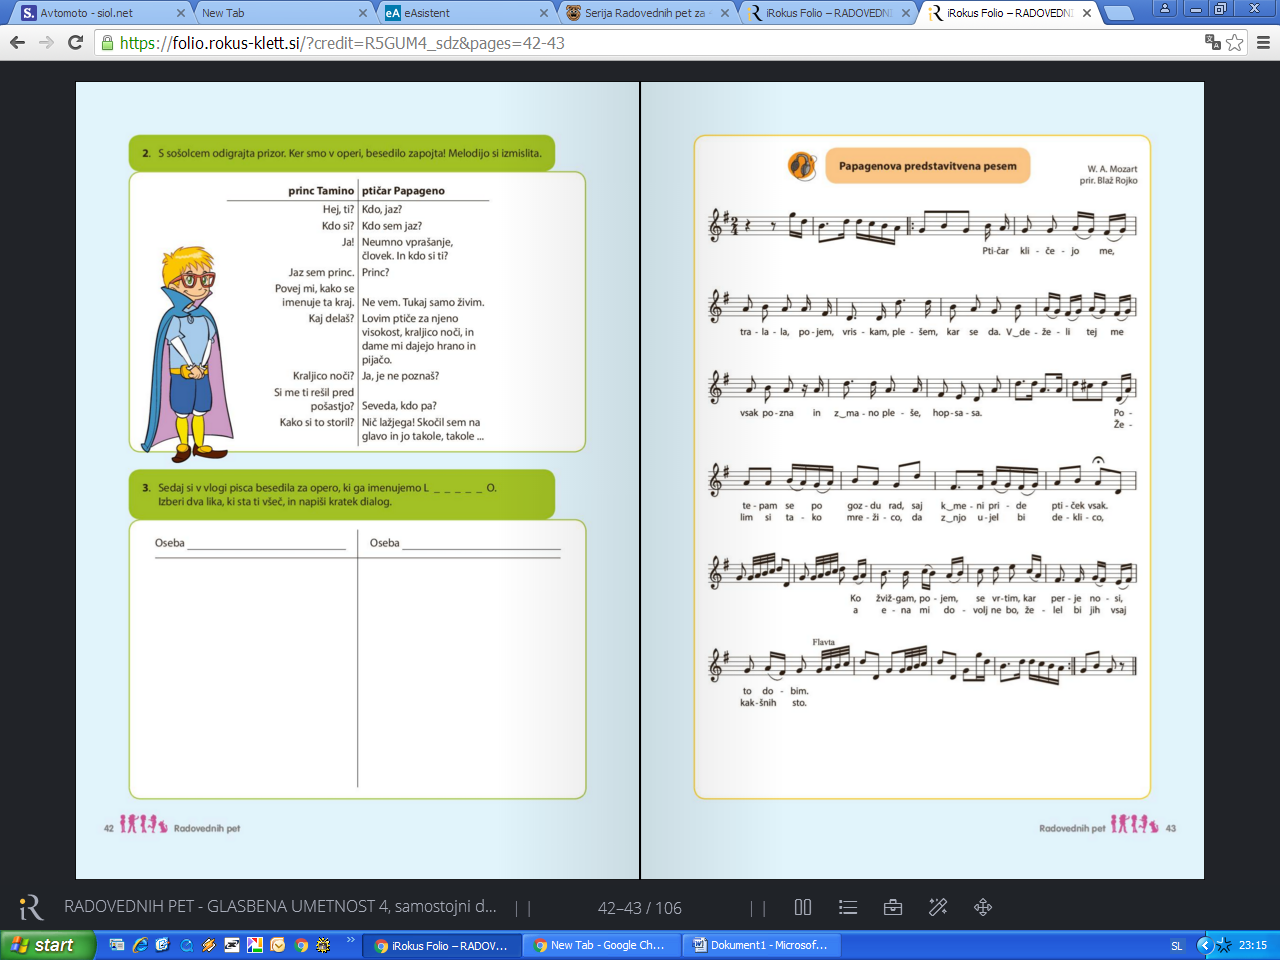 Avtomoto - siol.net
New Tab
eAsistent
Serija Radovednih pet za
iRokus Folio – RADOVEDNI
iRokus Folio – RADOVEDNI
https://folio.rokus-klett.si/?credit=R5GUM4_sdz&pages=42-43
2. S sošolcem odigrajta prizor. Ker smo v operi, besedilo zapojta! Melodijo si izmislita.
princ Tamino ptičar Papageno
Hej, ti? Kdo, jaz?
Kdo si? Kdo sem jaz?
Ja! Neumno vprašanje,
človek. In kdo si ti?
Jaz sem princ. Princ?
Povej mi, kako se
imenuje ta kraj. Ne vem. Tukaj samo živim.
Kaj delaš? Lovim ptiče za njeno
visokost, kraljico noči, in
dame mi dajejo hrano in
pijačo.
Kraljico noči? Ja, je ne poznaš?
Si me ti rešil pred
pošastjo? Seveda, kdo pa?
Kako si to storil? Nič lažjega! Skočil sem na
glavo in jo takole, takole ...
3. Sedaj si v vlogi pisca besedila za opero, ki ga imenujemo L _ _ _ _ _ O.
Izberi dva lika, ki sta ti všeč, in napiši kratek dialog.
Oseba Oseba
42 Radovednih pet
Papagenova predstavitvena pesem
W. A. Mozart
prir. Blaž Rojko
Pti-čar kli - če - jo me,
tra - la - la, po-jem, vris - kam, ple - šem, kar se da. V_de - že - li tej me
vsak po-zna in z_ma-no ple-še, hop-sa-sa. Po -
Že -
te - pam se po goz - du rad, saj k_me - ni pri - de pti - ček vsak.
lim si ta - ko mre - ži - co, da z_njo u-jel bi de - kli - co,
Ko žviž-gam, po-jem, se vr-tim, kar per - je no - si,
a e - na mi do - volj ne bo, že - lel bi jih vsaj
Flavta
to do - bim.
kak-šnih sto.
Radovednih pet 43
RADOVEDNIH PET - GLASBENA UMETNOST 4, samostojni d...
42–43 / 106
start
iRokus Folio – RADOV...
New Tab - Google Ch...
Dokument1 - Microsof...
SL
23:15